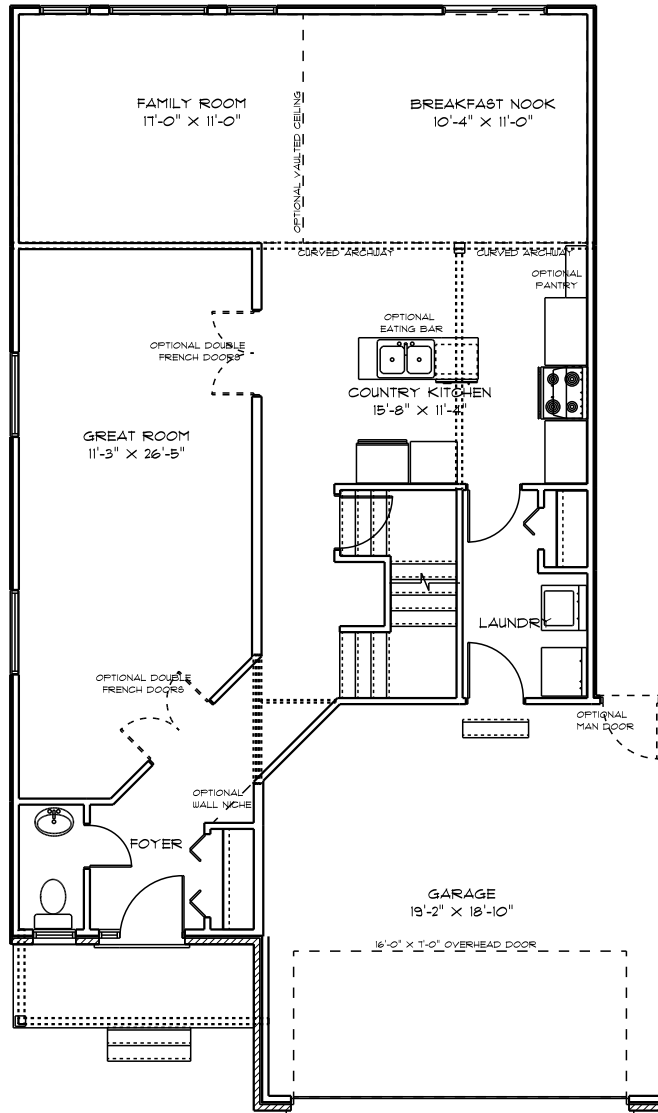 FAMILY ROOM
17'-0" X 11'-0"
OPTIONAL VAULTED CEILING
BREAKFAST NOOK
10'-4" X 11'-0"
CURVED ARCHWAY
CURVED ARCHWAY
OPTIONAL
PANTRY
OPTIONAL
EATING BAR
OPTIONAL DOUBLE
FRENCH DOORS
COUNTRY KITCHEN
15'-8" X 11'-4"
GREAT ROOM
11'-3" X 26'-5"
LAUNDRY
OPTIONAL DOUBLE
FRENCH DOORS
OPTIONAL
MAN DOOR
OPTIONAL
WALL NICHE
FOYER
GARAGE
19'-2" X 18'-10"
16'-0" X 7'-0" OVERHEAD DOOR